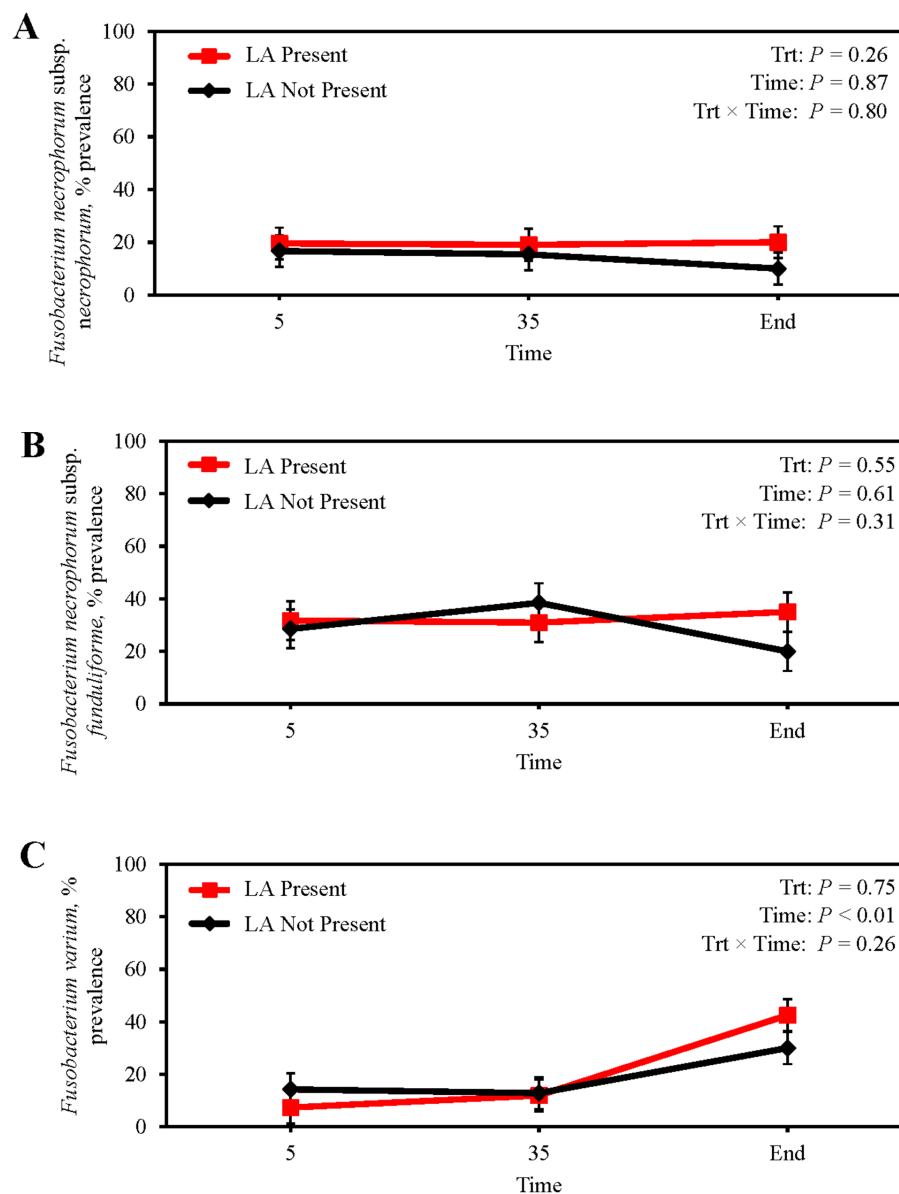 A
Fusobacterium necrophorum subsp.
necrophorum, % prevalence
100
80
60
40
20
0
LA Present
LA Not Present
Trt: P = 0.26
Time: P = 0.87
Trt × Time: P = 0.80
5
35
End
Time
B
Fusobacterium necrophorum subsp.
funduliforme, % prevalence
100
80
60
40
20
0
LA Present
LA Not Present
Trt: P = 0.55
Time: P = 0.61
Trt × Time: P = 0.31
5
35
End
Time
C
Fusobacterium varium, %
prevalence
100
80
60
40
20
0
LA Present
LA Not Present
Trt: P = 0.75
Time: P < 0.01
Trt × Time: P = 0.26
5
35
End
Time